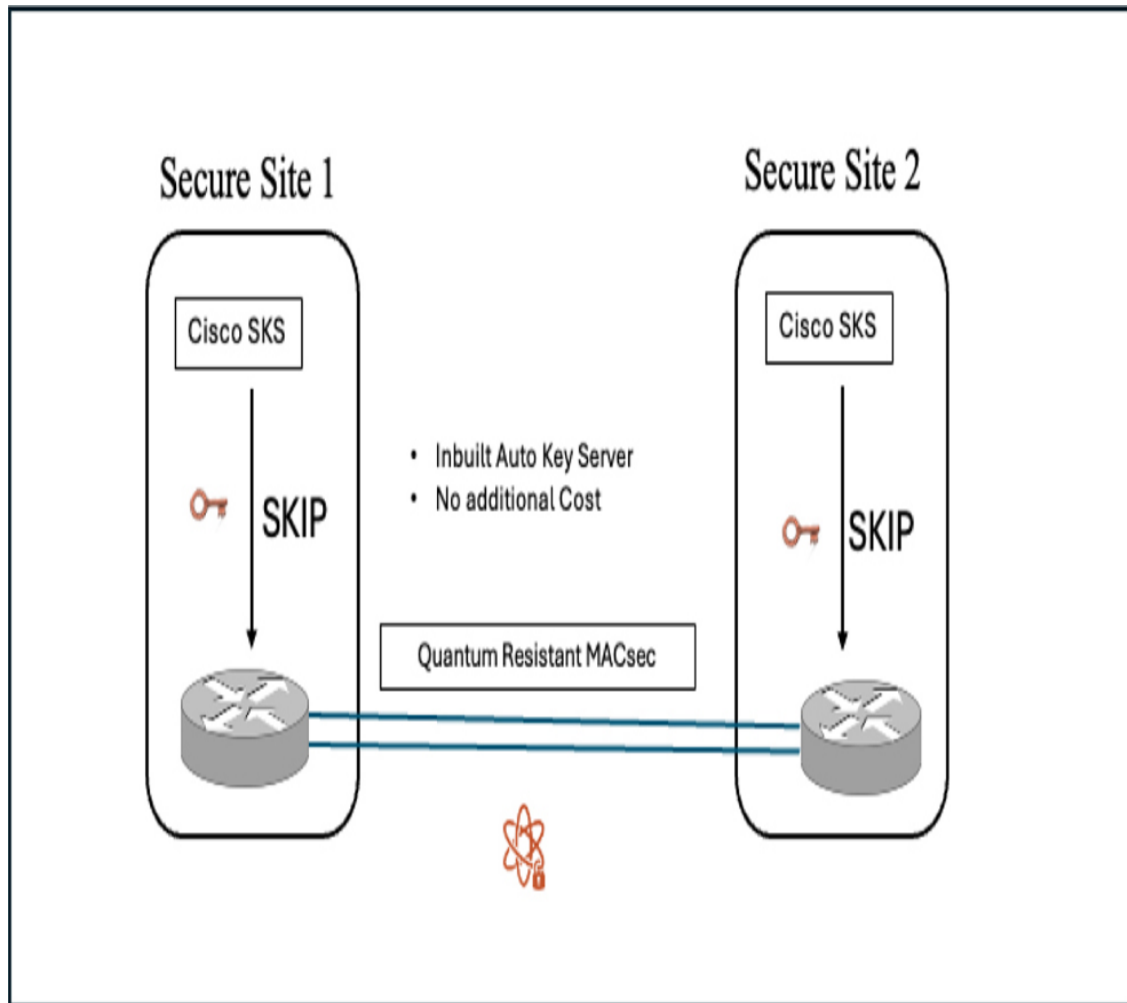 Secure Site 1
Secure Site 2
Cisco SKS
Cisco SKS
• Inbuilt Auto Key Server
• No additional Cost
SKIP
SKIP
Quantum Resistant MACsec